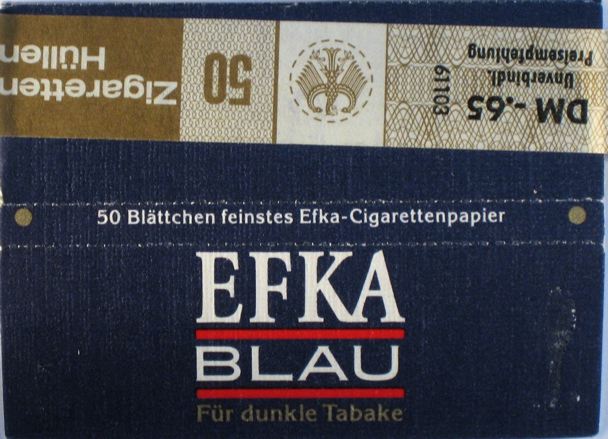 Zigaretten
Hüllen
50
DM -.65
Unverbindl.
Preisempfehlung
61103
50 Blättchen feinstes Efka-Cigarettenpapier
EFKA
BLAU
Für dunkle Tabake